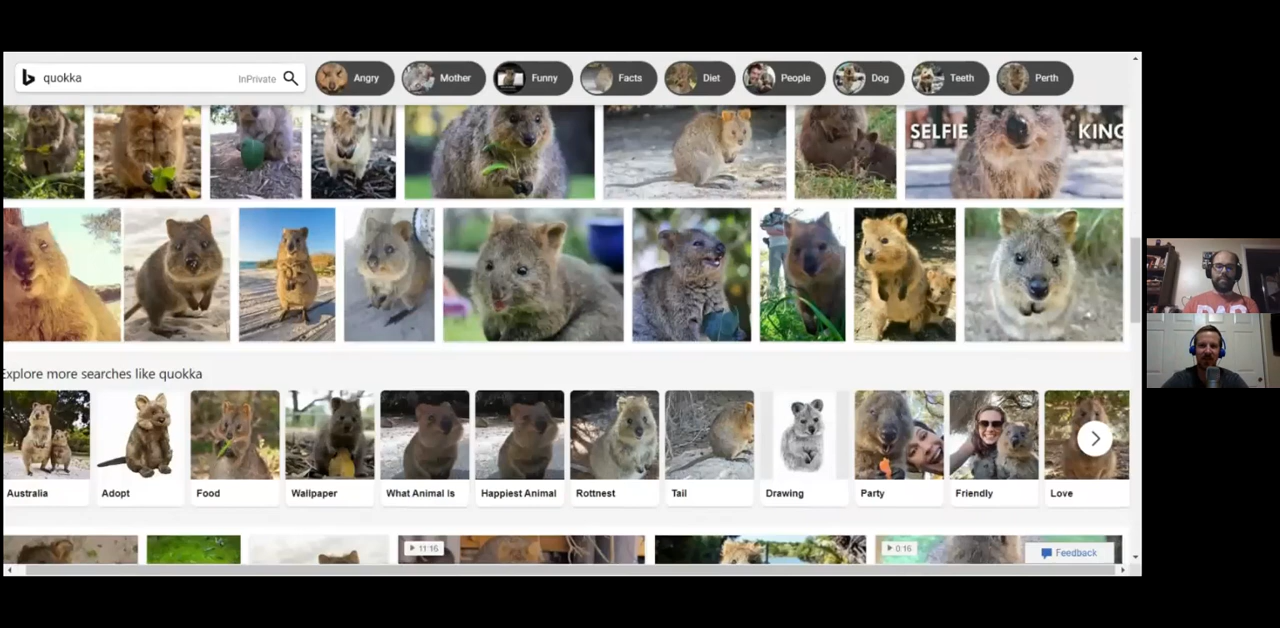 quokka InPrivate Angry Mother Funny Facts Diet People Dog Teeth Perth
SELFIE KING
Explore more searches like quokka
Australia Adopt Food Wallpaper What Animal Is Happiest Animal Rottnest Tail Drawing Party Friendly Love
11:16 0:16 Feedback